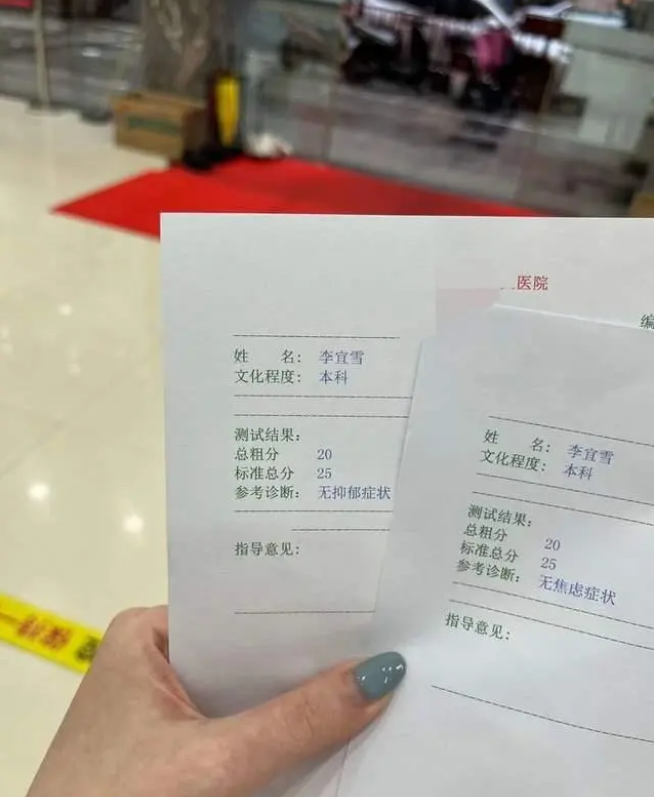 医院
编
姓 名: 李宜雪
文化程度: 本科
测试结果:
总粗分 20
标准总分 25
参考诊断: 无抑郁症状
指导意见:
姓 名: 李宜雪
文化程度: 本科
测试结果:
总粗分 20
标准总分 25
参考诊断: 无焦虑症状
指导意见: